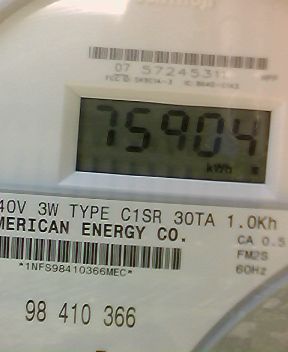 07 57245311
75904
kWh
40V 3W TYPE C1SR 30TA 1.0Kh
MERICAN ENERGY CO.
CA 0.5
FM2S
60Hz
*1NFS98410366MEC*
98 410 366